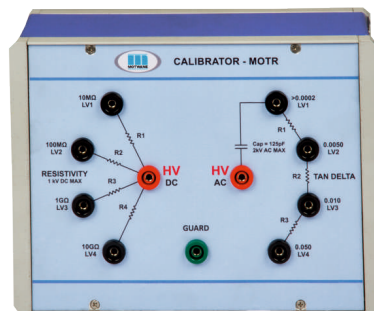 MOTWANE
CALIBRATOR - MOTR
10MΩ
LV1
R1
100MΩ
LV2
R2
RESISTIVITY
1 kV DC MAX
HV
DC
R3
1GΩ
LV3
R4
10GΩ
LV4
GUARD
>0.0002
LV1
R1
Cap = 125pF
2kV AC MAX
0.0050
LV2
HV
AC
R2
TAN DELTA
0.010
LV3
R3
0.050
LV4